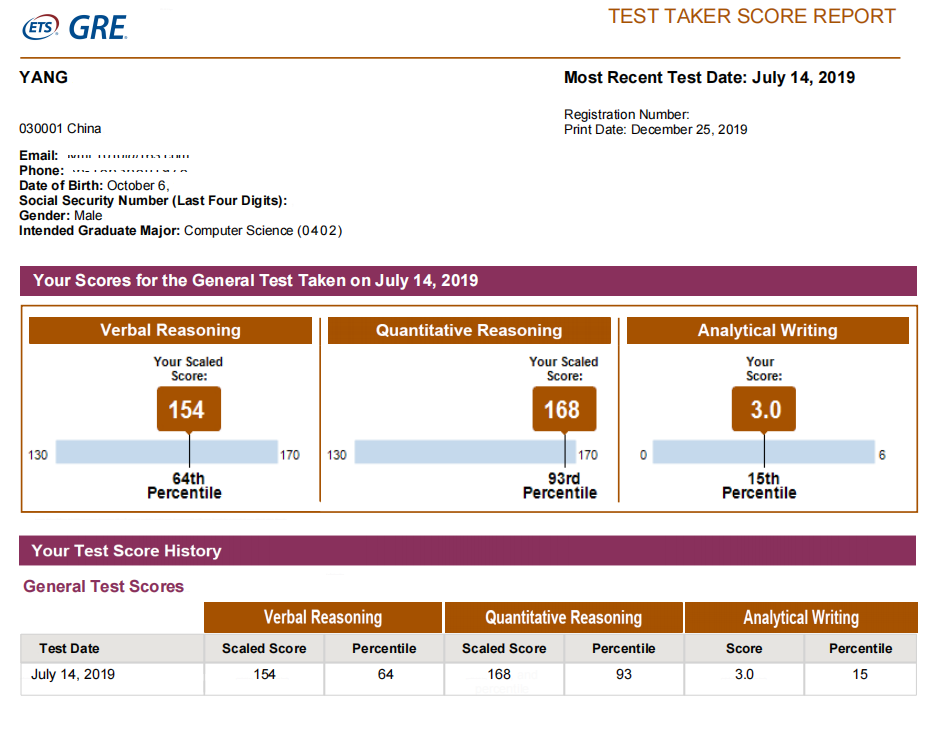 ETS GRE
TEST TAKER SCORE REPORT
YANG
Most Recent Test Date: July 14, 2019
Registration Number:
030001 China
Print Date: December 25, 2019
Email:
Phone:
Date of Birth: October 6,
Social Security Number (Last Four Digits):
Gender: Male
Intended Graduate Major: Computer Science (0402)
Your Scores for the General Test Taken on July 14, 2019
Verbal Reasoning
Your Scaled
Score:
154
130 170
64th
Percentile
Quantitative Reasoning
Your Scaled
Score:
168
130 170
93rd
Percentile
Analytical Writing
Your
Score:
3.0
0 6
15th
Percentile
Your Test Score History
General Test Scores
Verbal Reasoning Quantitative Reasoning Analytical Writing
Test Date Scaled Score Percentile Scaled Score Percentile Score Percentile
July 14, 2019 154 64 168 93 3.0 15